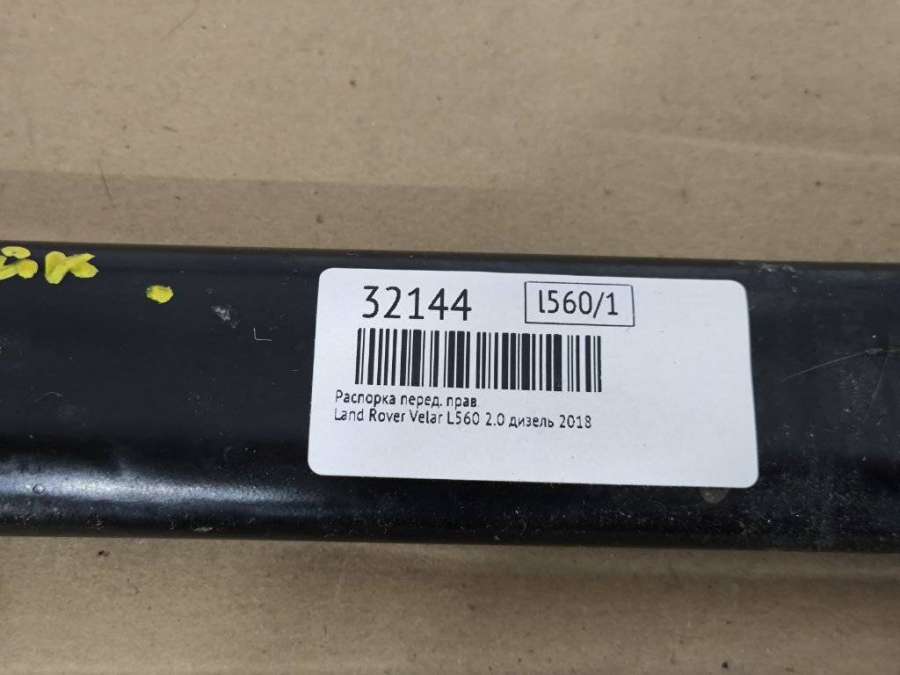 32144 l560/1
Распорка перед. прав.
Land Rover Velar L560 2.0 дизель 2018